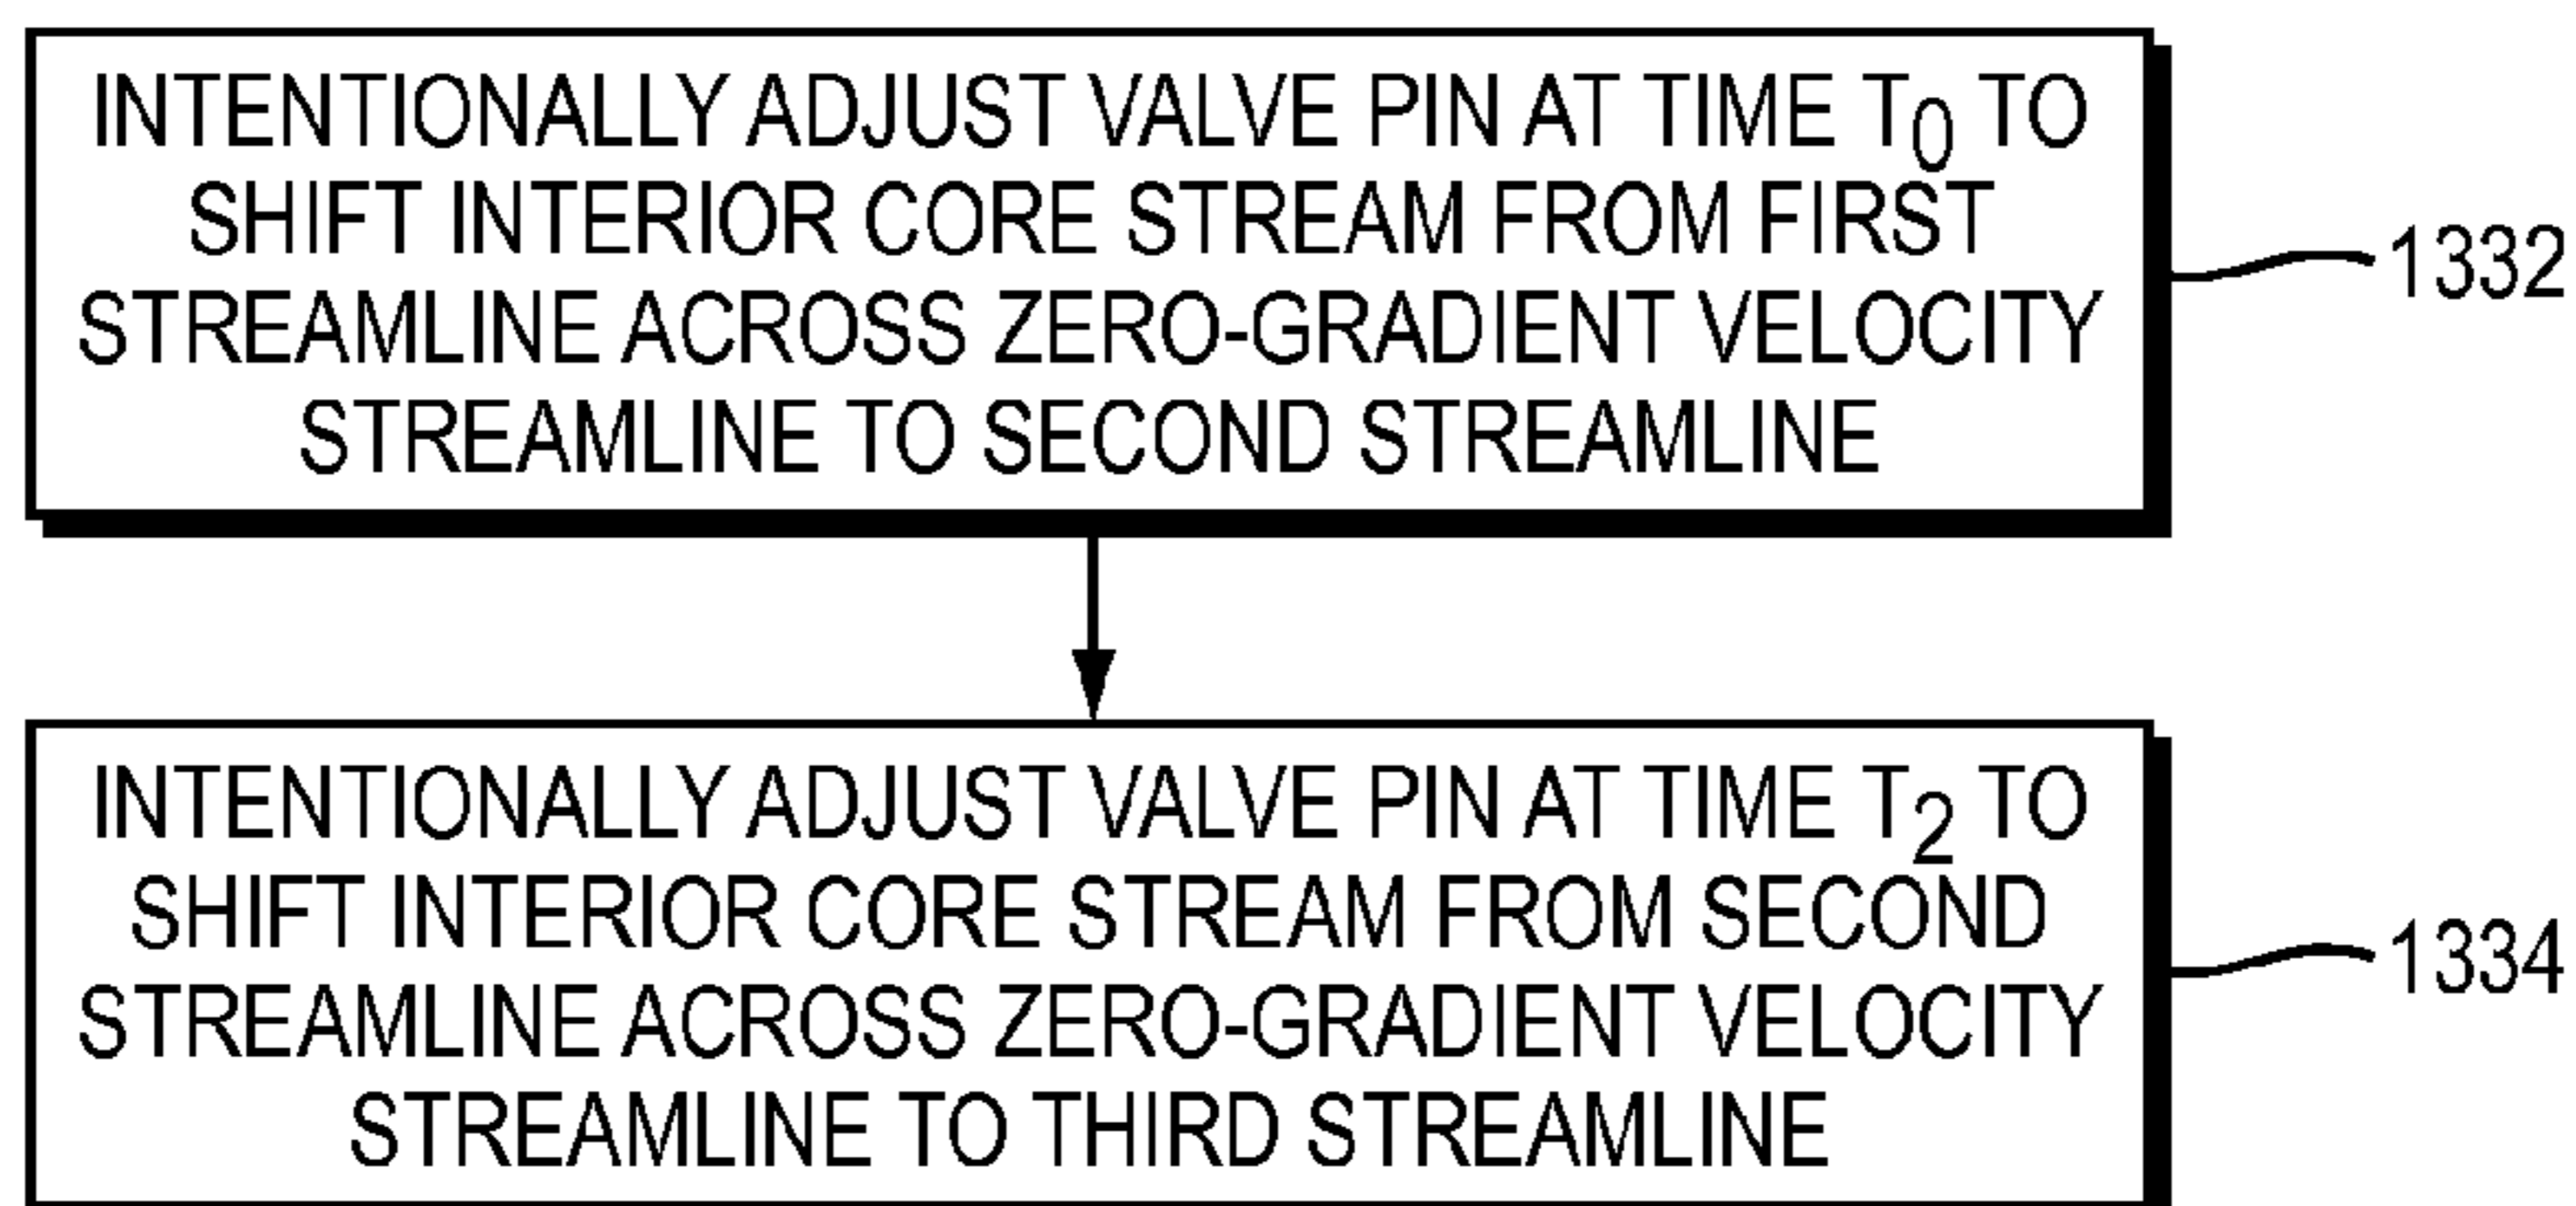 INTENTIONALLY ADJUST VALVE PIN AT TIME T₀ TO
SHIFT INTERIOR CORE STREAM FROM FIRST
STREAMLINE ACROSS ZERO-GRADIENT VELOCITY
STREAMLINE TO SECOND STREAMLINE
1332
INTENTIONALLY ADJUST VALVE PIN AT TIME T₂ TO
SHIFT INTERIOR CORE STREAM FROM SECOND
STREAMLINE ACROSS ZERO-GRADIENT VELOCITY
STREAMLINE TO THIRD STREAMLINE
1334